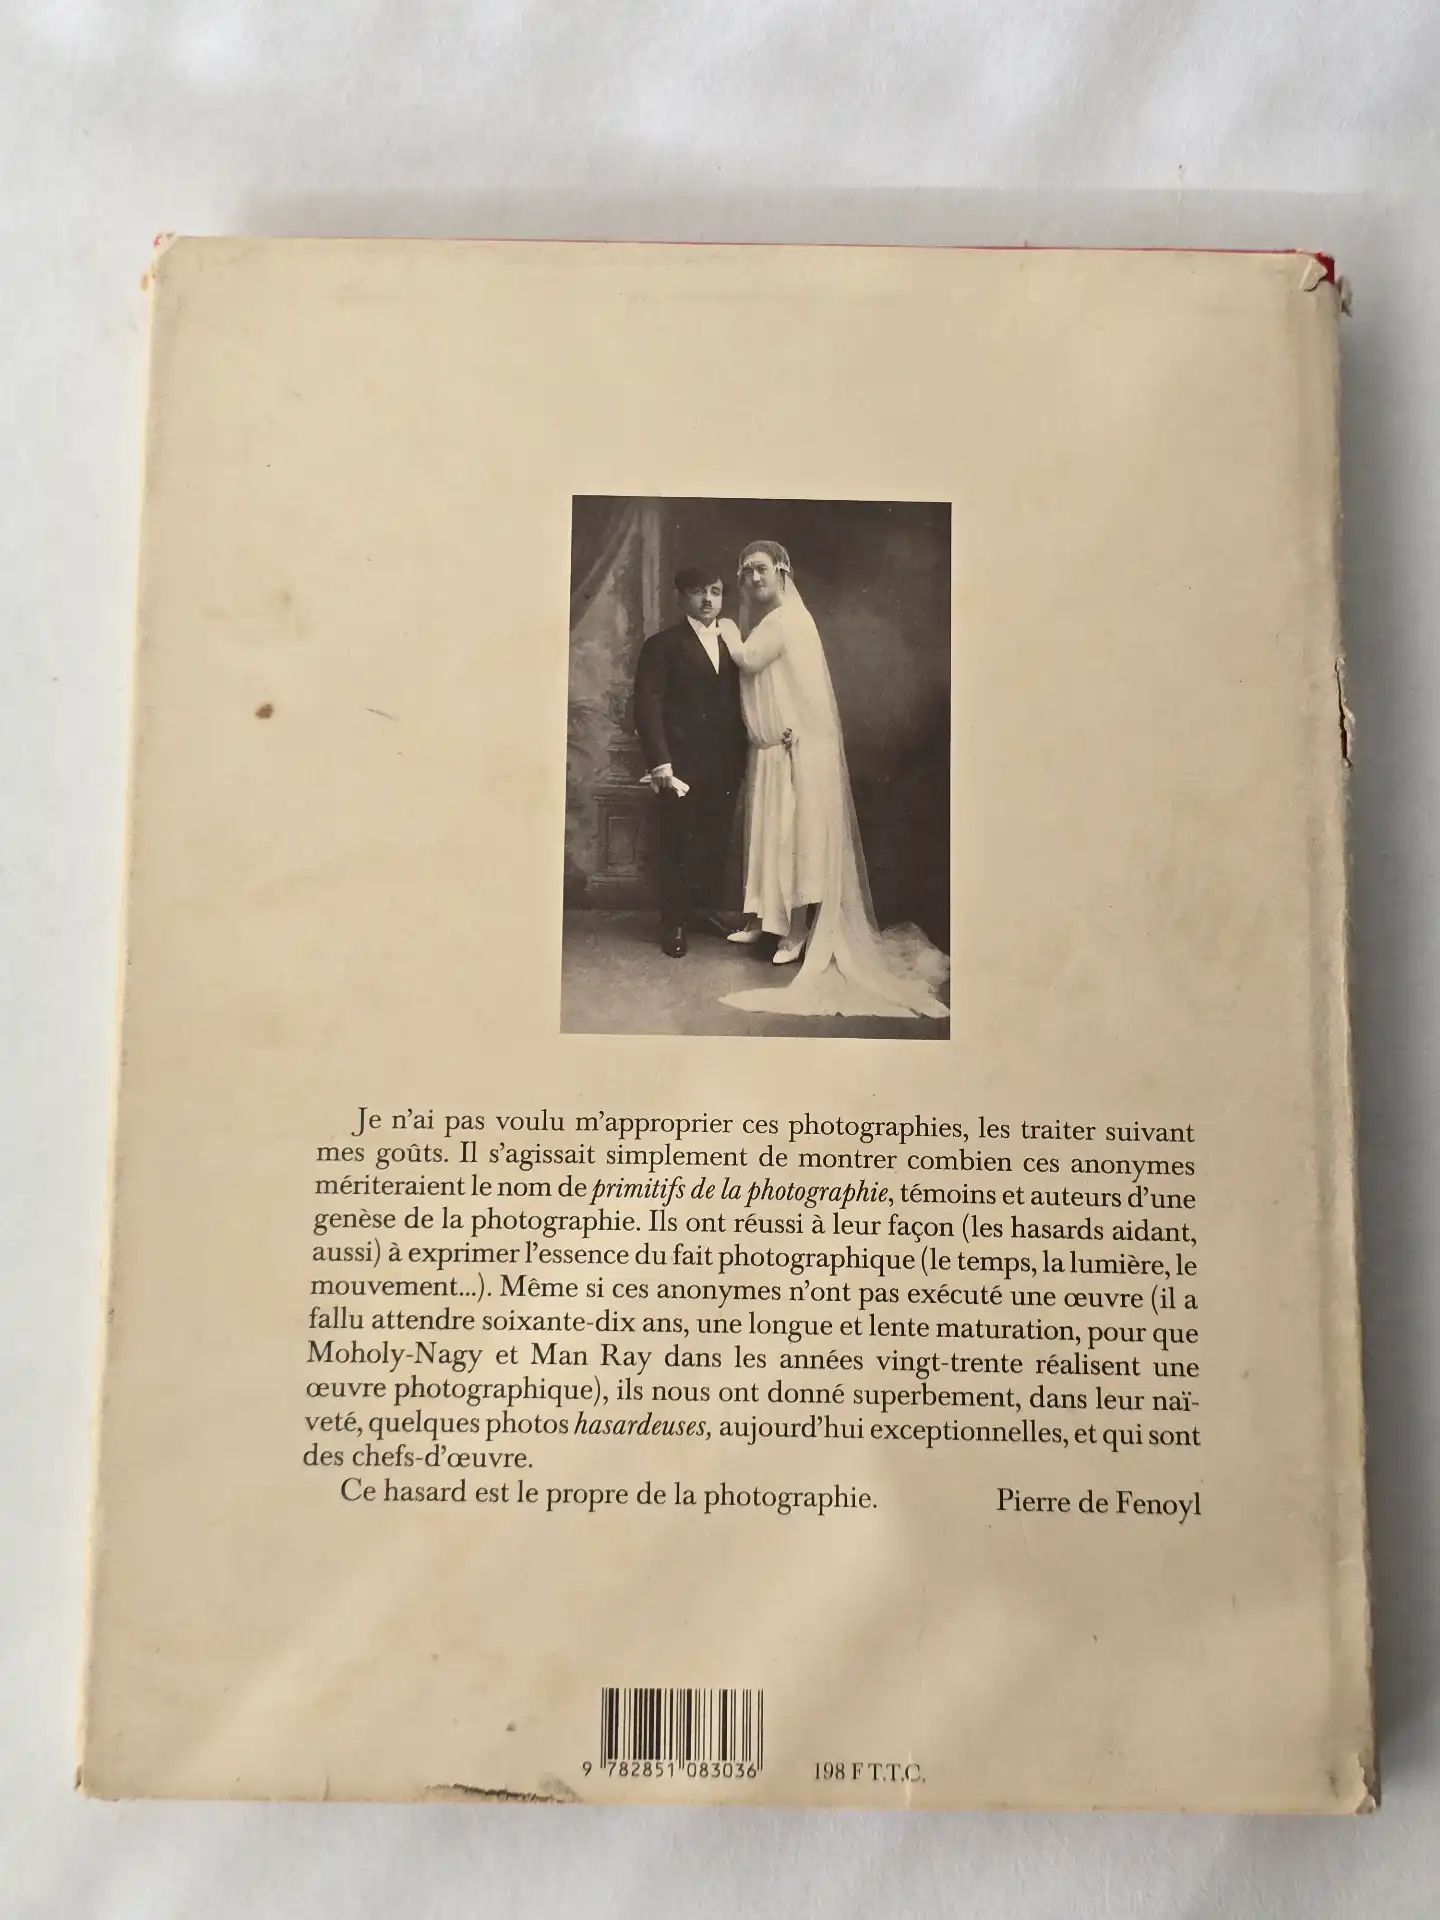 Je n'ai pas voulu m'approprier ces photographies, les traiter suivant
mes goûts. Il s'agissait simplement de montrer combien ces anonymes
mériteraient le nom de primitifs de la photographie, témoins et auteurs d'une
genèse de la photographie. Ils ont réussi à leur façon (les hasards aidant,
aussi) à exprimer l'essence du fait photographique (le temps, la lumière, le
mouvement...). Même si ces anonymes n'ont pas exécuté une œuvre (il a
fallu attendre soixante-dix ans, une longue et lente maturation, pour que
Moholy-Nagy et Man Ray dans les années vingt-trente réalisent une
œuvre photographique), ils nous ont donné superbement, dans leur naï-
veté, quelques photos hasardeuses, aujourd'hui exceptionnelles, et qui sont
des chefs-d'œuvre.
Ce hasard est le propre de la photographie. Pierre de Fenoyl
9 782851 083036 198 F T.T.C.